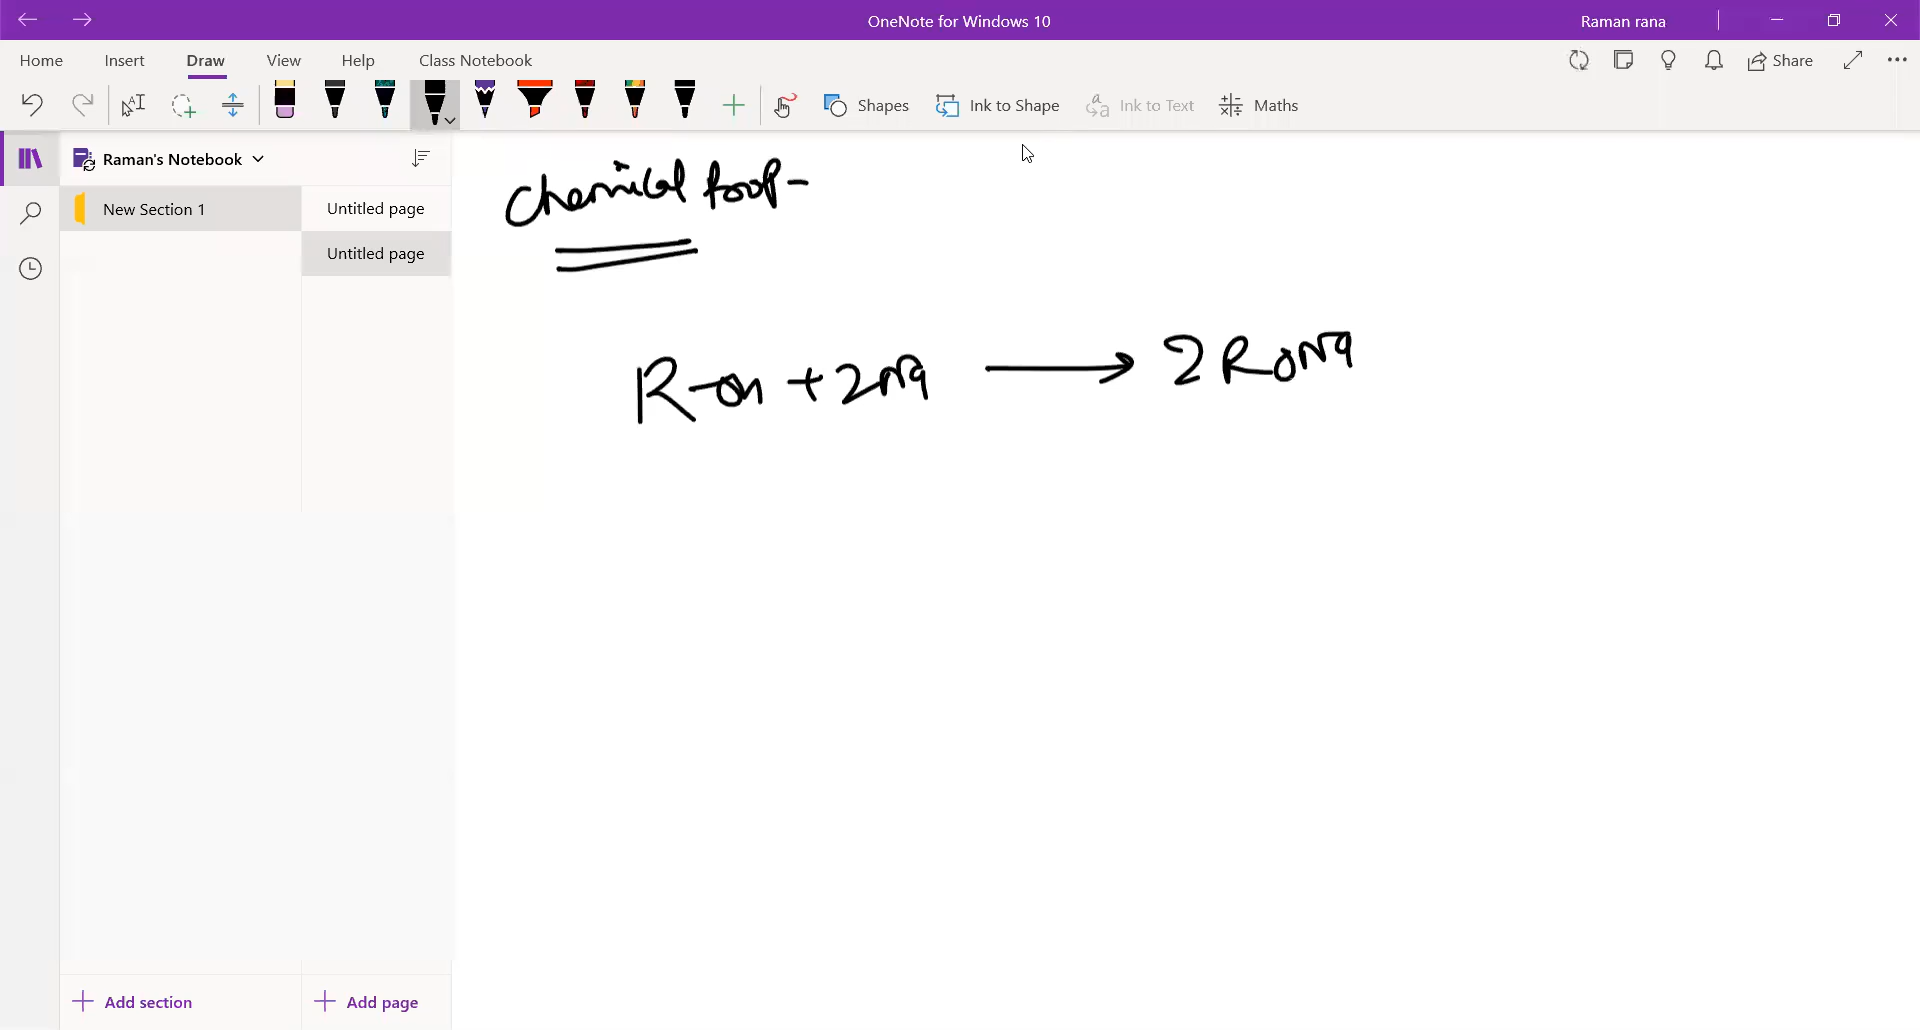 OneNote for Windows 10
Raman rana
Home Insert Draw View Help Class Notebook
Share
Shapes Ink to Shape Ink to Text Maths
Raman's Notebook
New Section 1
Untitled page
Untitled page
Chemical
R-OH + 2Na → 2RONa
Add section
Add page